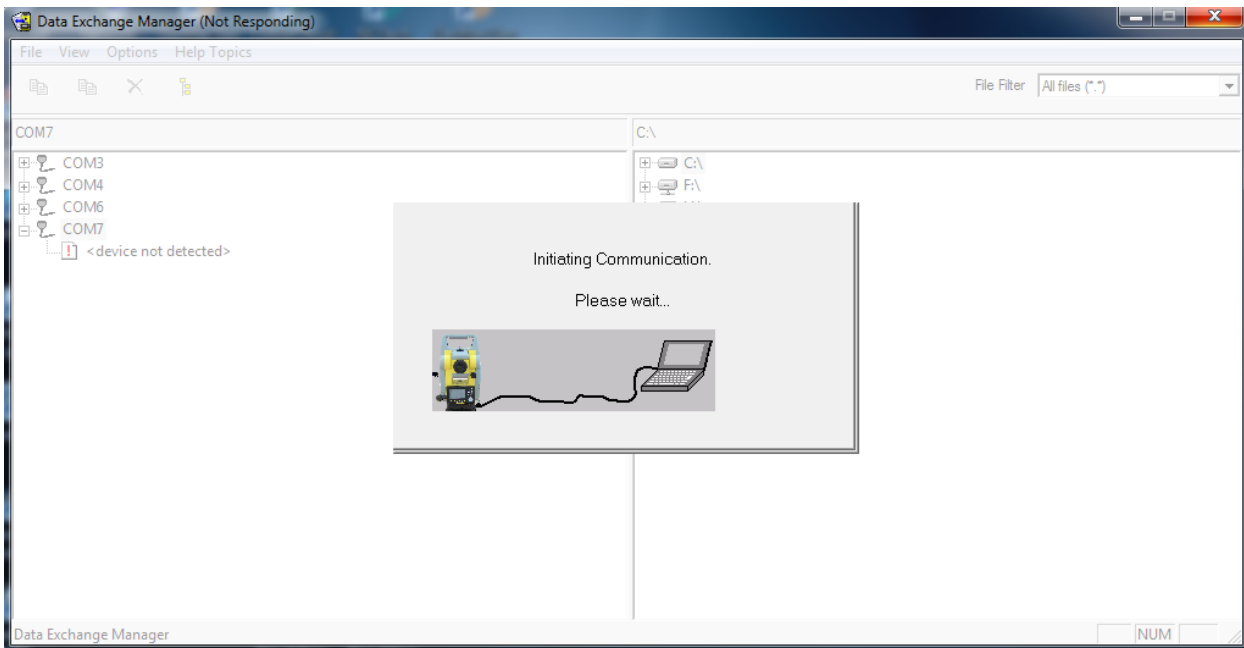 Data Exchange Manager (Not Responding)
File View Options Help Topics
File Filter All files (*.*)
COM7
C:\
COM3
COM4
COM6
COM7
<device not detected>
C:\
F:\
Initiating Communication.
Please wait...
Data Exchange Manager
NUM